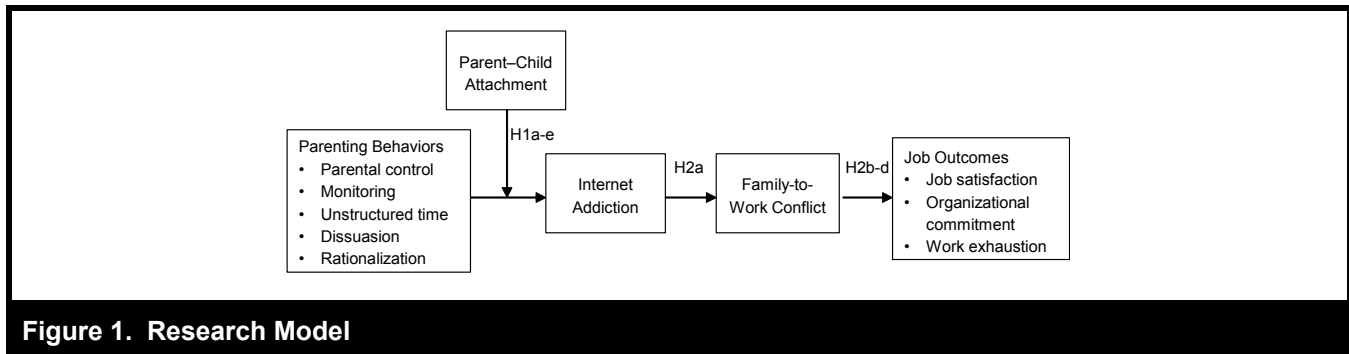 Parent–Child
Attachment
H1a-e
Parenting Behaviors
• Parental control
• Monitoring
• Unstructured time
• Dissuasion
• Rationalization
Internet
Addiction
H2a
Family-to-
Work Conflict
H2b-d
Job Outcomes
• Job satisfaction
• Organizational
commitment
• Work exhaustion
Figure 1. Research Model